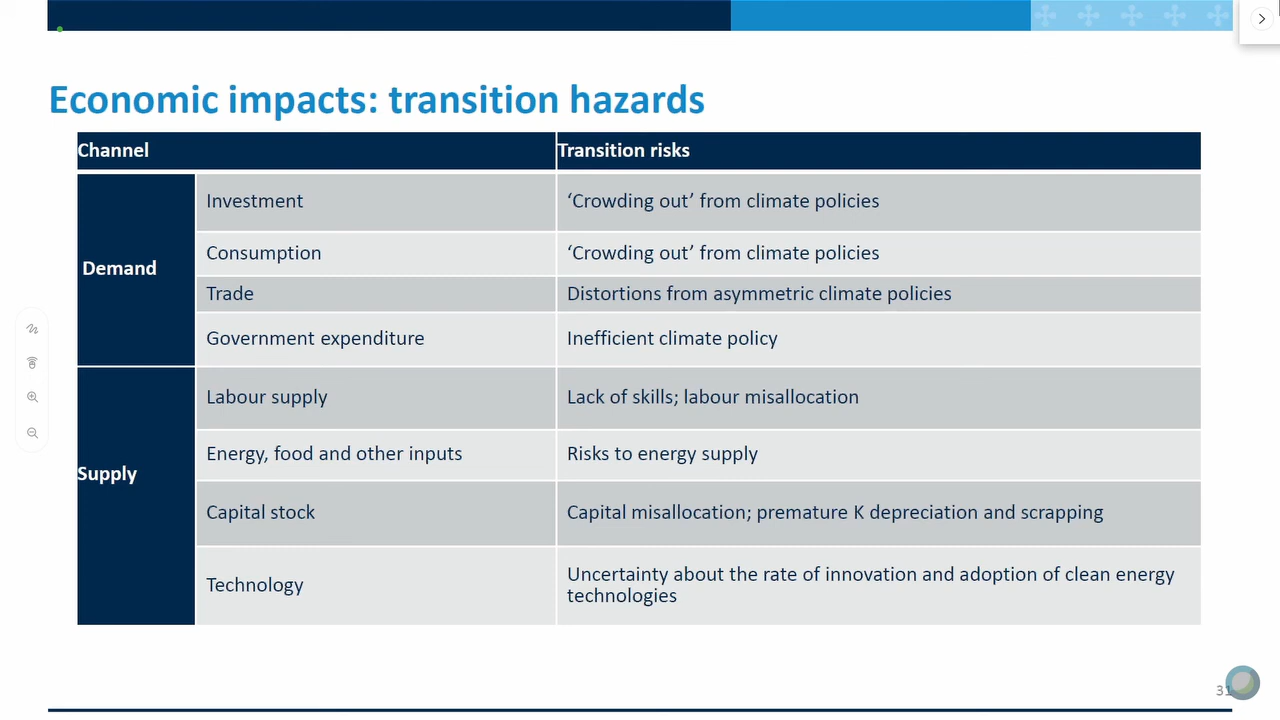 Economic impacts: transition hazards
Channel
Transition risks
Demand
Investment
‘Crowding out’ from climate policies
Consumption
‘Crowding out’ from climate policies
Trade
Distortions from asymmetric climate policies
Government expenditure
Inefficient climate policy
Supply
Labour supply
Lack of skills; labour misallocation
Energy, food and other inputs
Risks to energy supply
Capital stock
Capital misallocation; premature K depreciation and scrapping
Technology
Uncertainty about the rate of innovation and adoption of clean energy
technologies
31